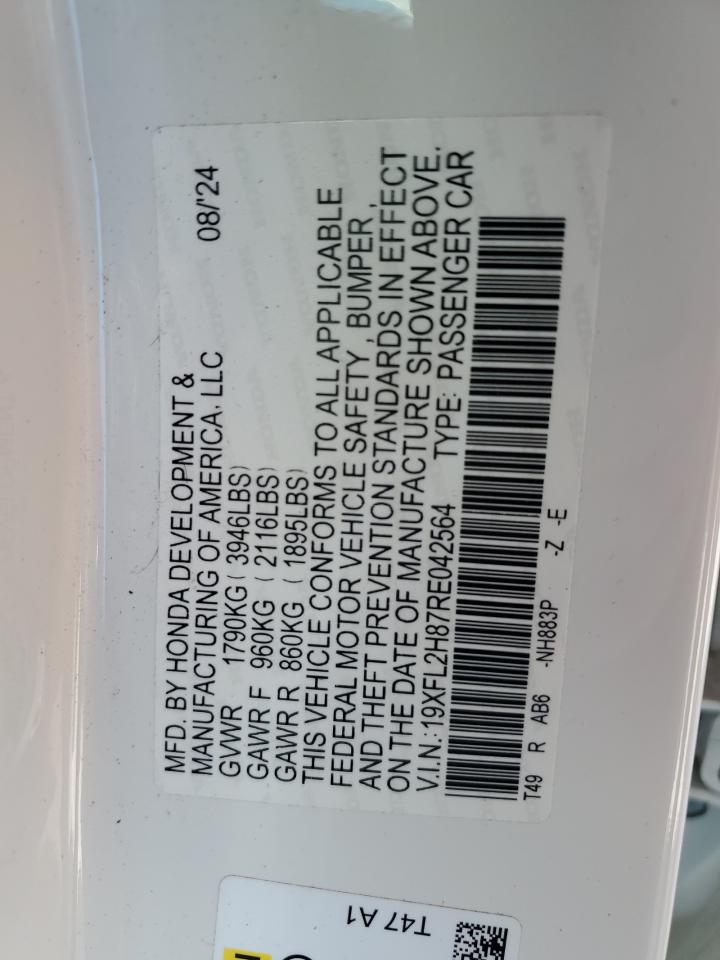 MFD. BY HONDA DEVELOPMENT &
MANUFACTURING OF AMERICA, LLC 08/'24
GVWR 1790KG ( 3946LBS)
GAWR F 960KG ( 2116LBS)
GAWR R 860KG ( 1895LBS)
THIS VEHICLE CONFORMS TO ALL APPLICABLE
FEDERAL MOTOR VEHICLE SAFETY , BUMPER ,
AND THEFT PREVENTION STANDARDS IN EFFECT
ON THE DATE OF MANUFACTURE SHOWN ABOVE.
V.I.N.:19XFL2H87RE042564 TYPE: PASSENGER CAR
T49 R AB6 -NH883P -Z -E
T47 A1